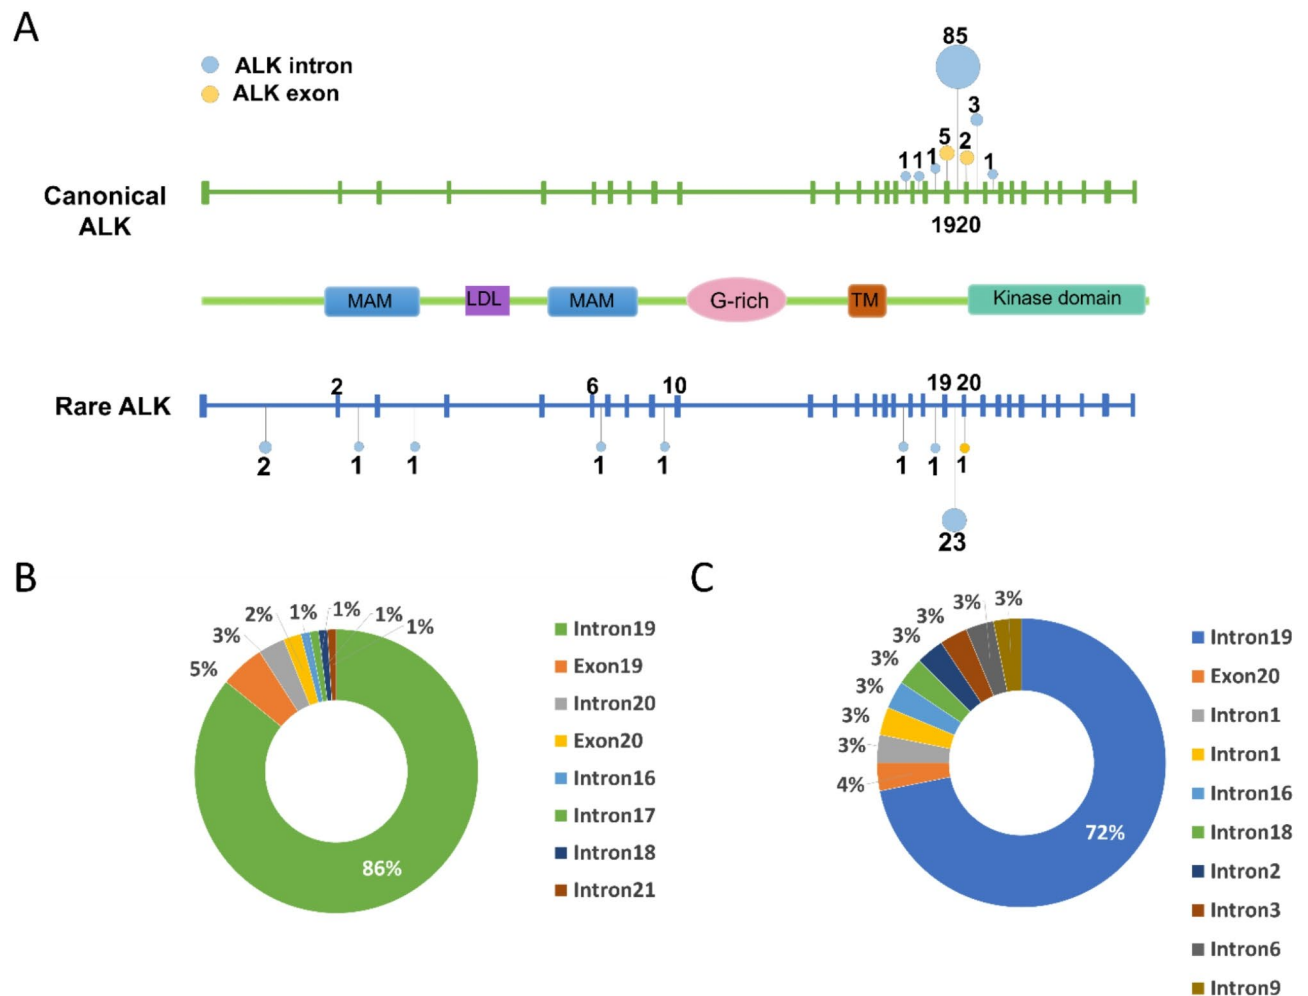 A
ALK intron
ALK exon
85
3
5
2
1
1
1
1
Canonical
ALK
1920
MAM
LDL
MAM
G-rich
TM
Kinase domain
Rare ALK
2
6
10
19
20
2
1
1
1
1
1
1
1
23
B
5%
3%
2%
1%
1%
1%
1%
86%
Intron19
Exon19
Intron20
Exon20
Intron16
Intron17
Intron18
Intron21
C
4%
3%
3%
3%
3%
3%
3%
3%
3%
72%
Intron19
Exon20
Intron1
Intron1
Intron16
Intron18
Intron2
Intron3
Intron6
Intron9